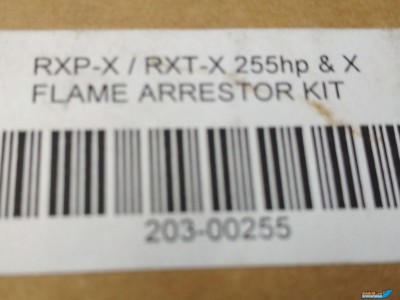 RXP-X / RXT-X 255hp & X
FLAME ARRESTOR KIT
203-00255